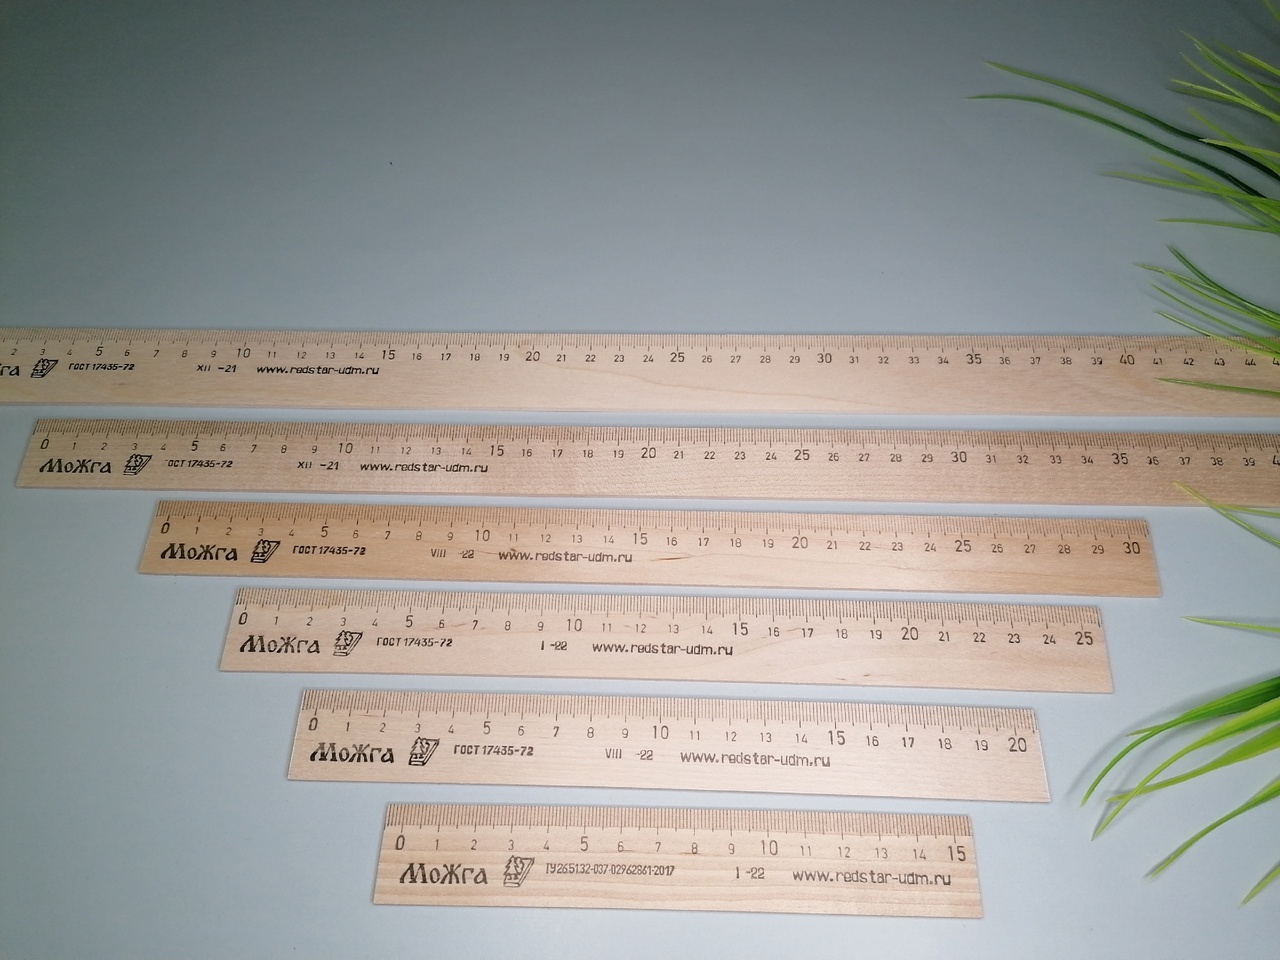 2 3 4 5 6 7 8 9 10 11 12 13 14 15 16 17 18 19 20 21 22 23 24 25 26 27 28 29 30 31 32 33 34 35 36 37 38 39 40 41 42 43 44
га ГОСТ 17435-72 XII -21 www.redstar-udm.ru
0 1 2 3 4 5 6 7 8 9 10 11 12 13 14 15 16 17 18 19 20 21 22 23 24 25 26 27 28 29 30 31 32 33 34 35 36 37 38 39
Можга ГОСТ 17435-72 XII -21 www.redstar-udm.ru
0 1 2 3 4 5 6 7 8 9 10 11 12 13 14 15 16 17 18 19 20 21 22 23 24 25 26 27 28 29 30
Можга ГОСТ 17435-72 VIII -22 www.redstar-udm.ru
0 1 2 3 4 5 6 7 8 9 10 11 12 13 14 15 16 17 18 19 20 21 22 23 24 25
Можга ГОСТ 17435-72 I -22 www.redstar-udm.ru
0 1 2 3 4 5 6 7 8 9 10 11 12 13 14 15 16 17 18 19 20
Можга ГОСТ 17435-72 VIII -22 www.redstar-udm.ru
0 1 2 3 4 5 6 7 8 9 10 11 12 13 14 15
Можга ТУ 26.51.32-037-02962861-2017 I -22 www.redstar-udm.ru